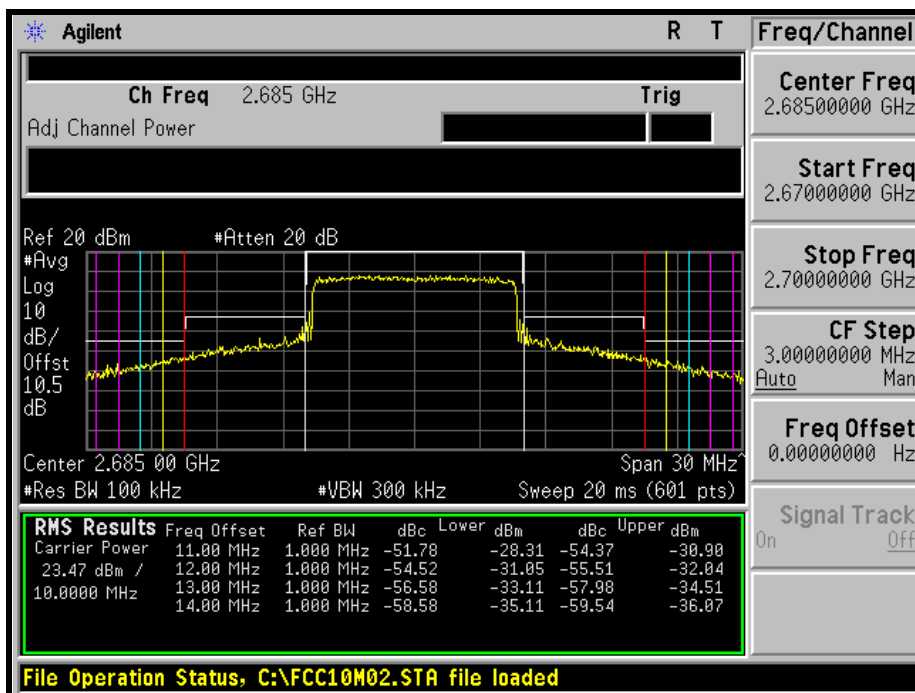 Agilent R T
Ch Freq 2.685 GHz Trig
Adj Channel Power
Ref 20 dBm #Atten 20 dB
#Avg
Log
10
dB/
Offst
10.5
dB
Center 2.685 00 GHz Span 30 MHz^
#Res BW 100 kHz #VBW 300 kHz Sweep 20 ms (601 pts)
RMS Results Freq Offset Ref BW dBc Lower dBm dBc Upper dBm
Carrier Power 11.00 MHz 1.000 MHz -51.78 -28.31 -54.37 -30.90
23.47 dBm / 12.00 MHz 1.000 MHz -54.52 -31.05 -55.51 -32.04
10.0000 MHz 13.00 MHz 1.000 MHz -56.58 -33.11 -57.98 -34.51
14.00 MHz 1.000 MHz -58.58 -35.11 -59.54 -36.07
File Operation Status, C:\FCC10M02.STA file loaded
Freq/Channel
Center Freq
2.68500000 GHz
Start Freq
2.67000000 GHz
Stop Freq
2.70000000 GHz
CF Step
3.00000000 MHz
Auto Man
Freq Offset
0.00000000 Hz
Signal Track
On Off